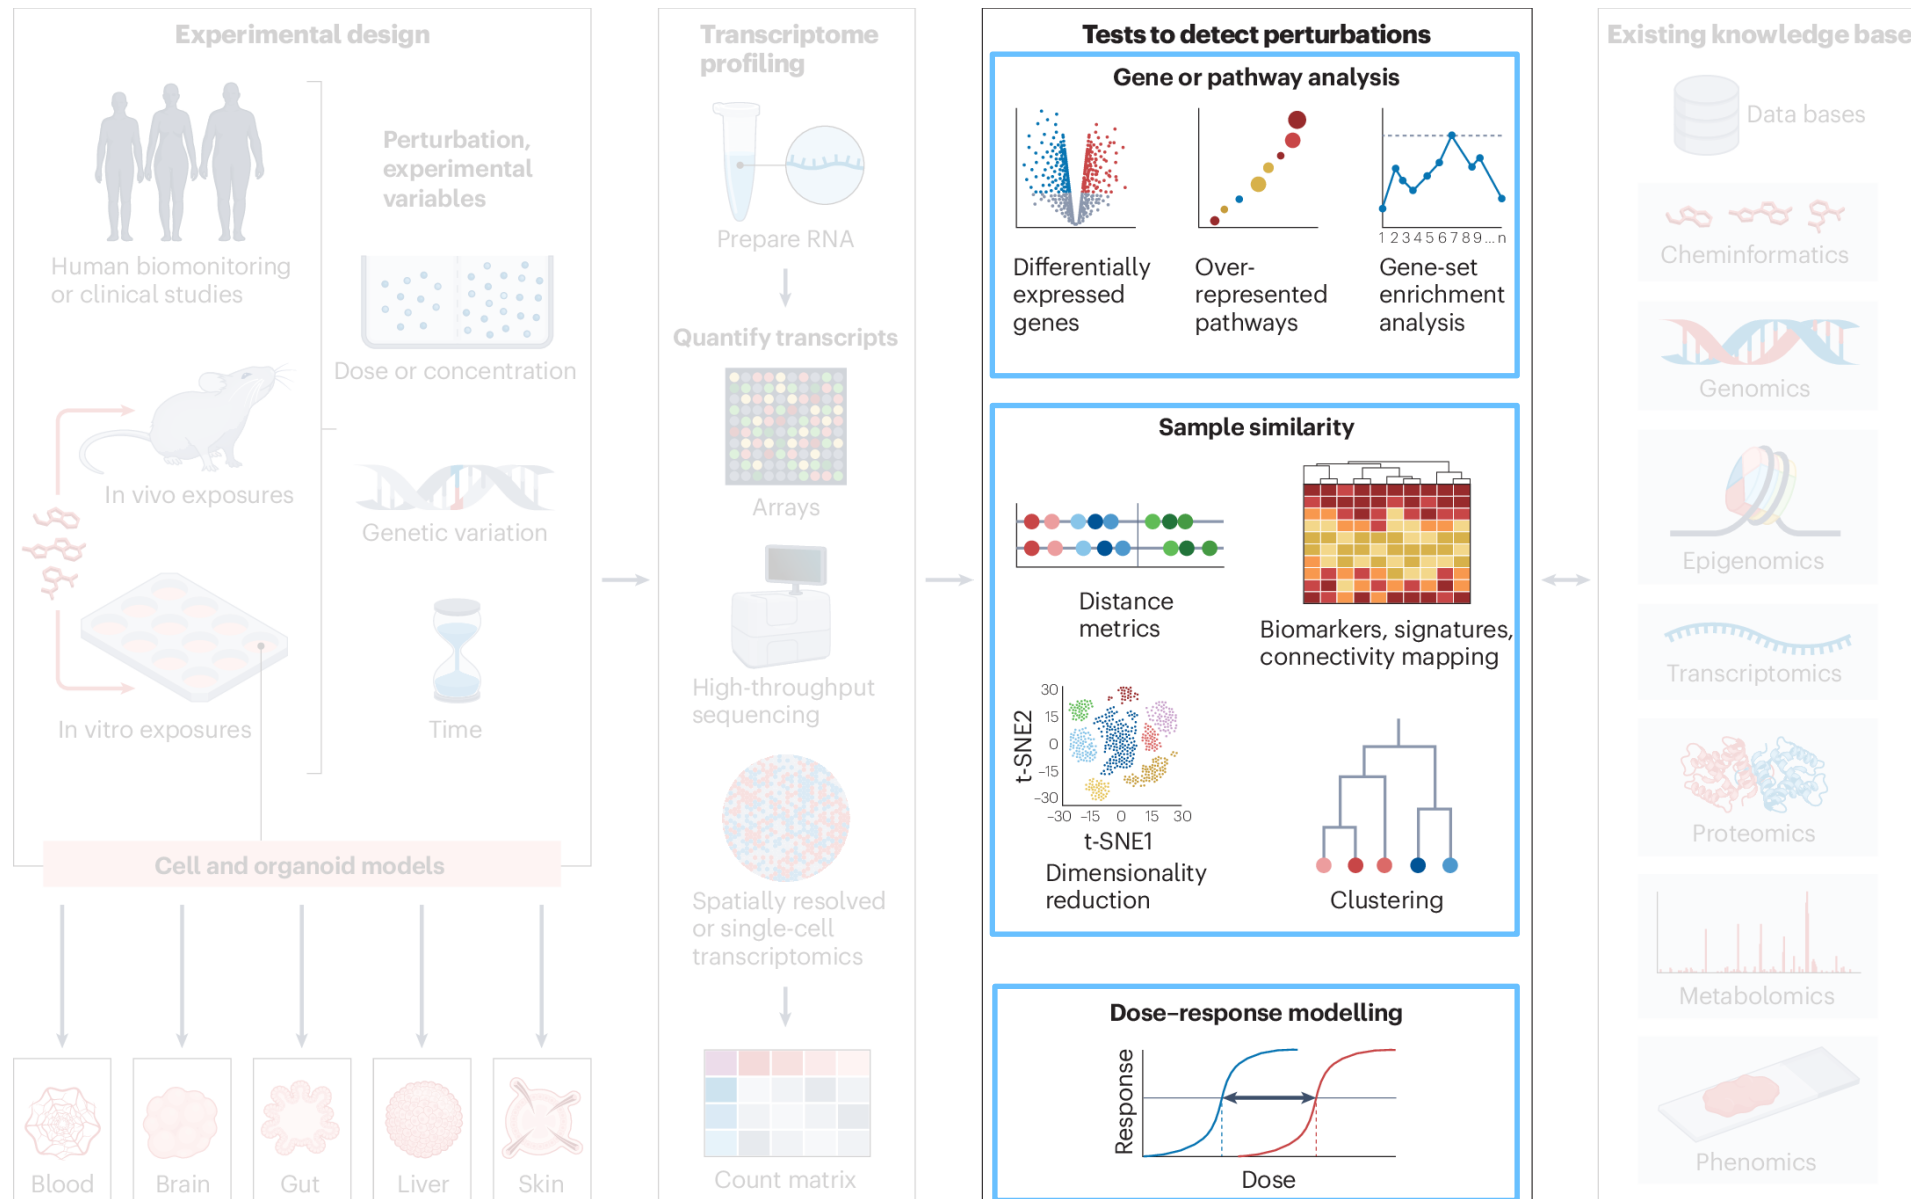 Experimental design
Human biomonitoring
or clinical studies
Perturbation,
experimental
variables
Dose or concentration
In vivo exposures
Genetic variation
In vitro exposures
Time
Cell and organoid models
Blood
Brain
Gut
Liver
Skin
Transcriptome
profiling
Prepare RNA
Quantify transcripts
Arrays
High-throughput
sequencing
Spatially resolved
or single-cell
transcriptomics
Count matrix
Tests to detect perturbations
Gene or pathway analysis
1 2 3 4 5 6 7 8 9 ... n
Differentially
expressed
genes
Over-
represented
pathways
Gene-set
enrichment
analysis
Sample similarity
Distance
metrics
Biomarkers, signatures,
connectivity mapping
t-SNE2
30
15
0
–15
–30
–30 –15 0 15 30
t-SNE1
Dimensionality
reduction
Clustering
Dose–response modelling
Response
Dose
Existing knowledge base
Data bases
Cheminformatics
Genomics
Epigenomics
Transcriptomics
Proteomics
Metabolomics
Phenomics